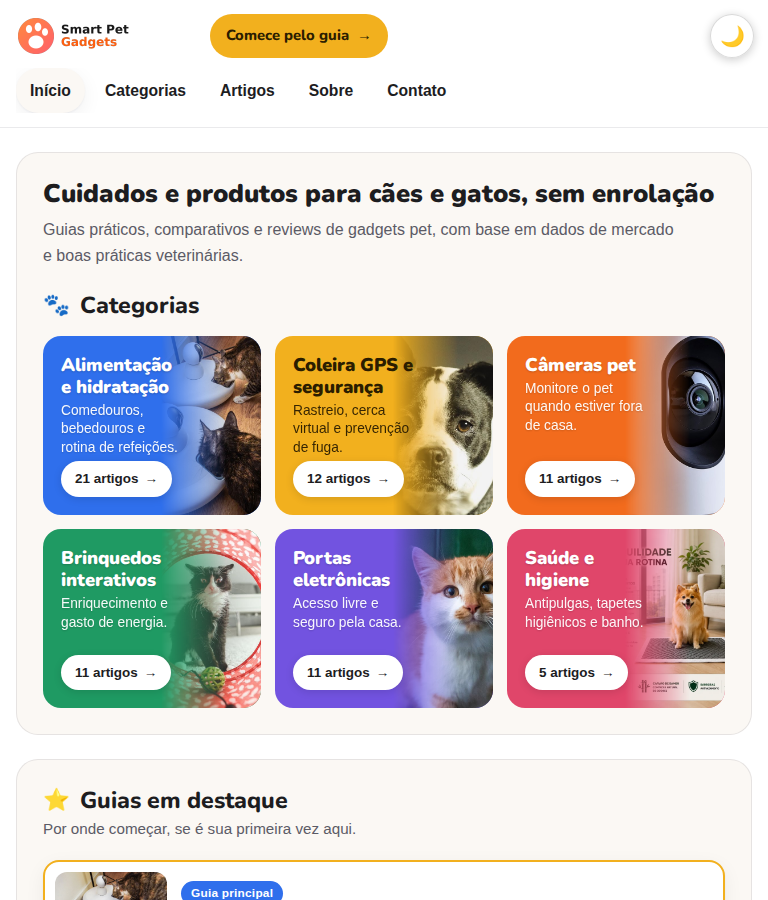 Smart Pet
Gadgets
Comece pelo guia →
Início
Categorias
Artigos
Sobre
Contato
Cuidados e produtos para cães e gatos, sem enrolação
Guias práticos, comparativos e reviews de gadgets pet, com base em dados de mercado
e boas práticas veterinárias.
Categorias
Alimentação
e hidratação
Comedouros,
bebedouros e
rotina de refeições.
21 artigos →
Coleira GPS e
segurança
Rastreio, cerca
virtual e prevenção
de fuga.
12 artigos →
Câmeras pet
Monitore o pet
quando estiver fora
de casa.
11 artigos →
Brinquedos
interativos
Enriquecimento e
gasto de energia.
11 artigos →
Portas
eletrônicas
Acesso livre e
seguro pela casa.
11 artigos →
Saúde e
higiene
Antipulgas, tapetes
higiênicos e banho.
5 artigos →
Guias em destaque
Por onde começar, se é sua primeira vez aqui.
Guia principal